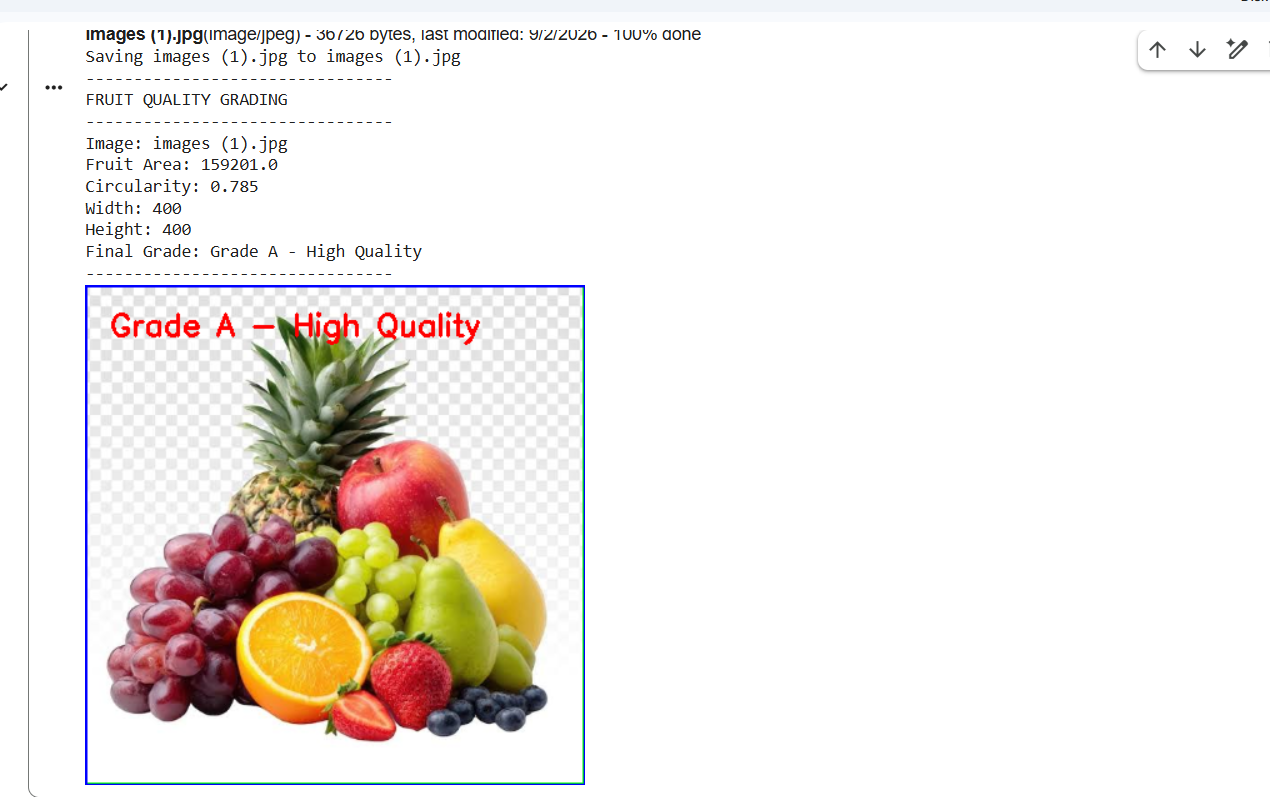 images (1).jpg(image/jpeg) - 36726 bytes, last modified: 9/2/2026 - 100% done
Saving images (1).jpg to images (1).jpg
--------------------------------
FRUIT QUALITY GRADING
--------------------------------
Image: images (1).jpg
Fruit Area: 159201.0
Circularity: 0.785
Width: 400
Height: 400
Final Grade: Grade A - High Quality
--------------------------------
Grade A - High Quality